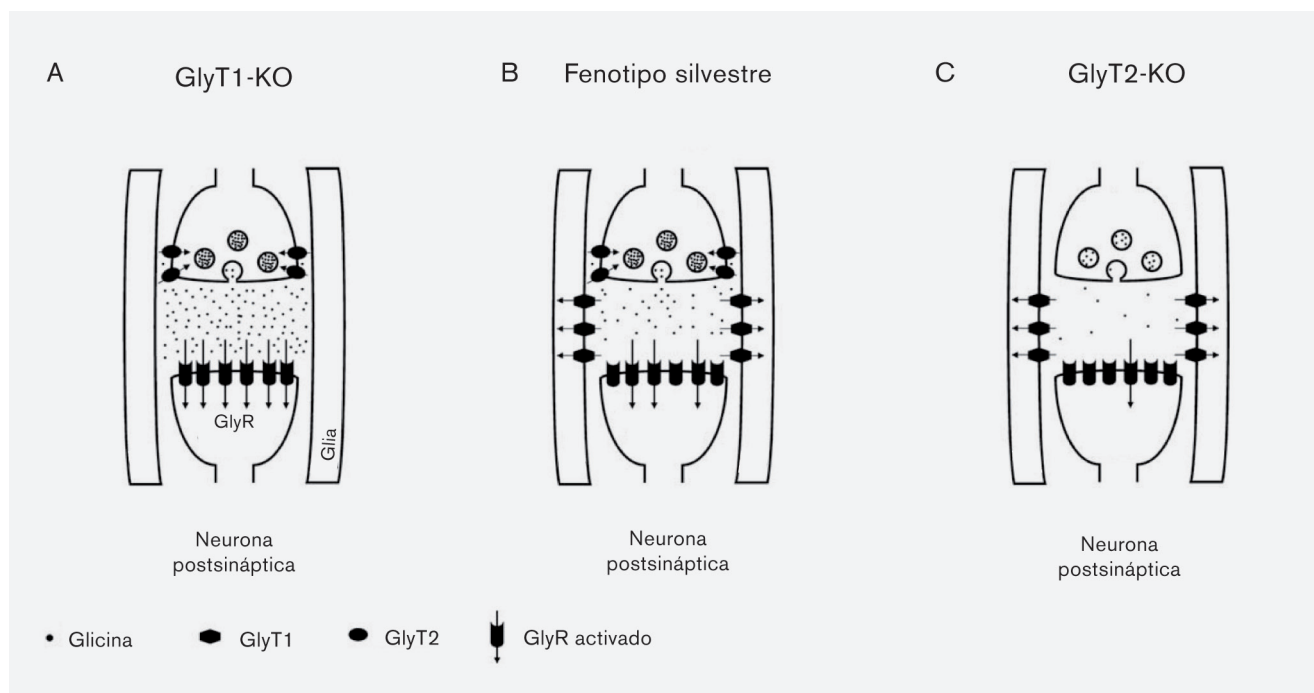 A
GlyT1-KO
B
Fenotipo silvestre
C
GlyT2-KO
GlyR
Glia
Neurona
postsináptica
Neurona
postsináptica
Neurona
postsináptica
Glicina
GlyT1
GlyT2
GlyR activado